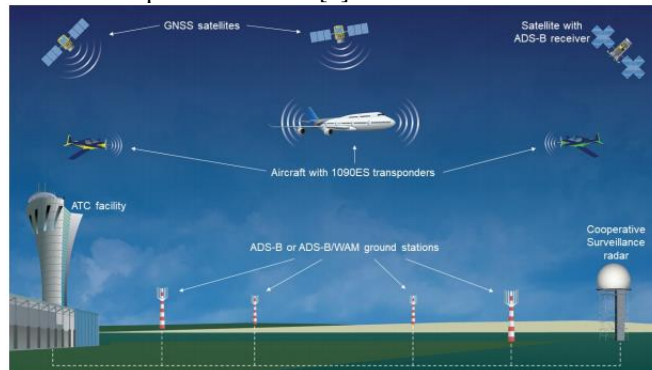 GNSS satellites
Satellite with
ADS-B receiver
Aircraft with 1090ES transponders
ATC facility
ADS-B or ADS-B/WAM ground stations
Cooperative
Surveillance
radar